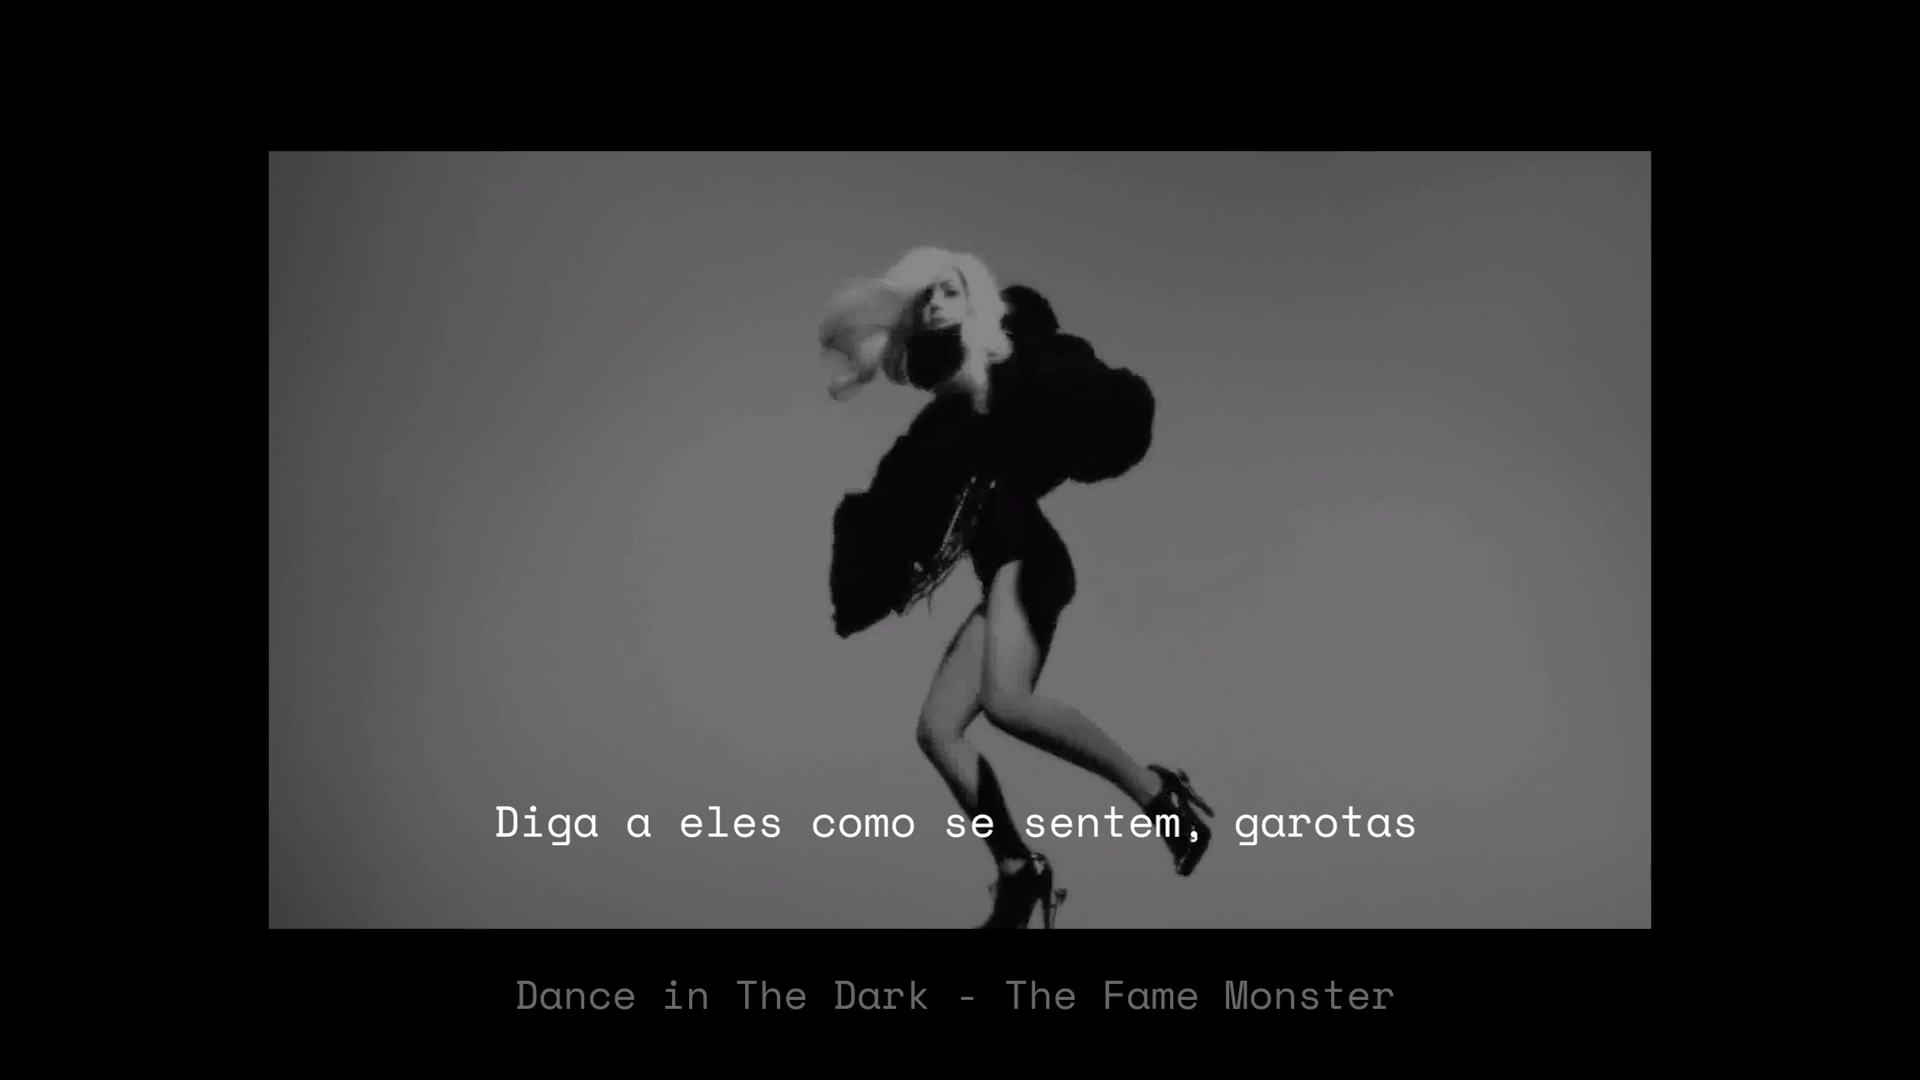 Diga a eles como se sentem, garotas
Dance in The Dark - The Fame Monster